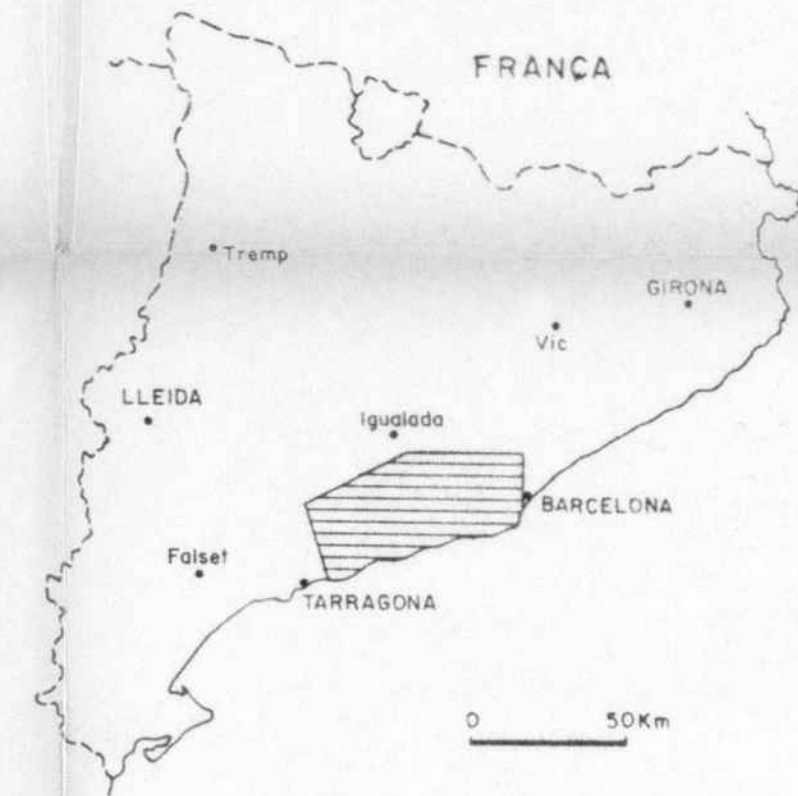 FRANÇA
Tremp
GIRONA
Vic
LLEIDA
Igualada
BARCELONA
Falset
TARRAGONA
0 50Km